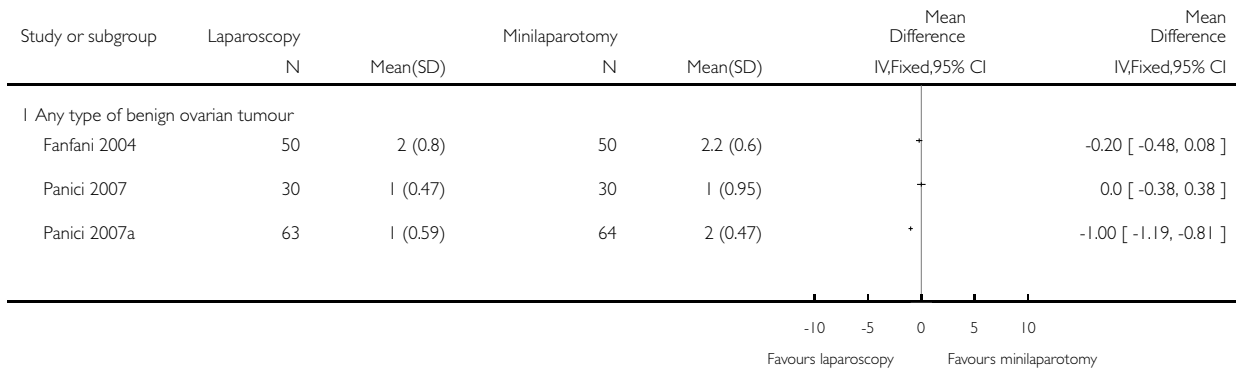 Study or subgroup Laparoscopy Minilaparotomy Mean Difference Mean Difference
N Mean(SD) N Mean(SD) IV,Fixed,95% CI IV,Fixed,95% CI
1 Any type of benign ovarian tumour
Fanfani 2004 50 2 (0.8) 50 2.2 (0.6) -0.20 [ -0.48, 0.08 ]
Panici 2007 30 1 (0.47) 30 1 (0.95) 0.0 [ -0.38, 0.38 ]
Panici 2007a 63 1 (0.59) 64 2 (0.47) -1.00 [ -1.19, -0.81 ]
-10 -5 0 5 10
Favours laparoscopy Favours minilaparotomy